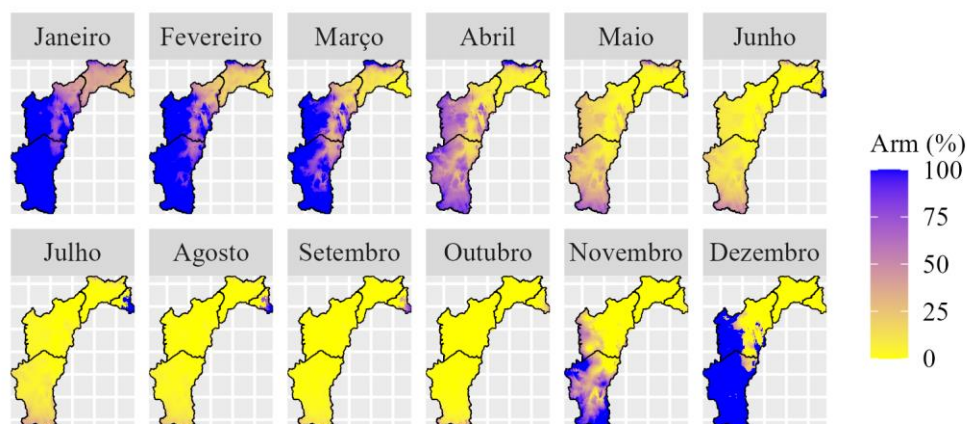 Janeiro Fevereiro Março Abril Maio Junho
Arm (%)
100
75
50
25
0
Julho Agosto Setembro Outubro Novembro Dezembro